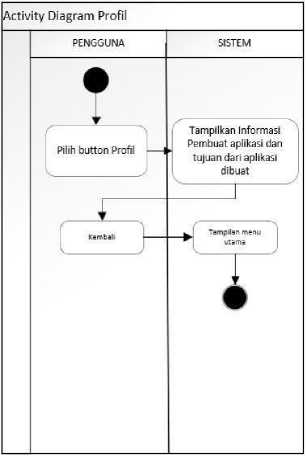 Activity Diagram Profil
PENGGUNA
SISTEM
Pilih button Profil
Tampilkan Informasi
Pembuat aplikasi dan
tujuan dari aplikasi
dibuat
Kembali
Tampilan menu
utama